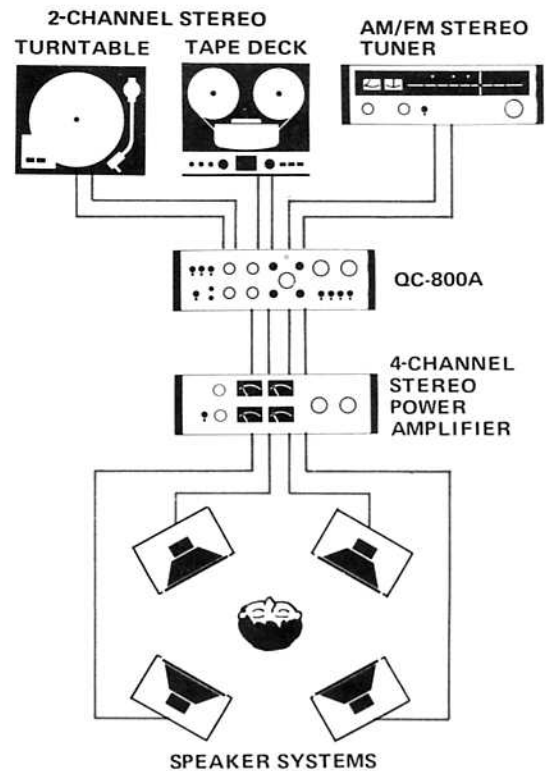 2-CHANNEL STEREO
TURNTABLE
TAPE DECK
AM/FM STEREO
TUNER
QC-800A
4-CHANNEL
STEREO
POWER
AMPLIFIER
SPEAKER SYSTEMS